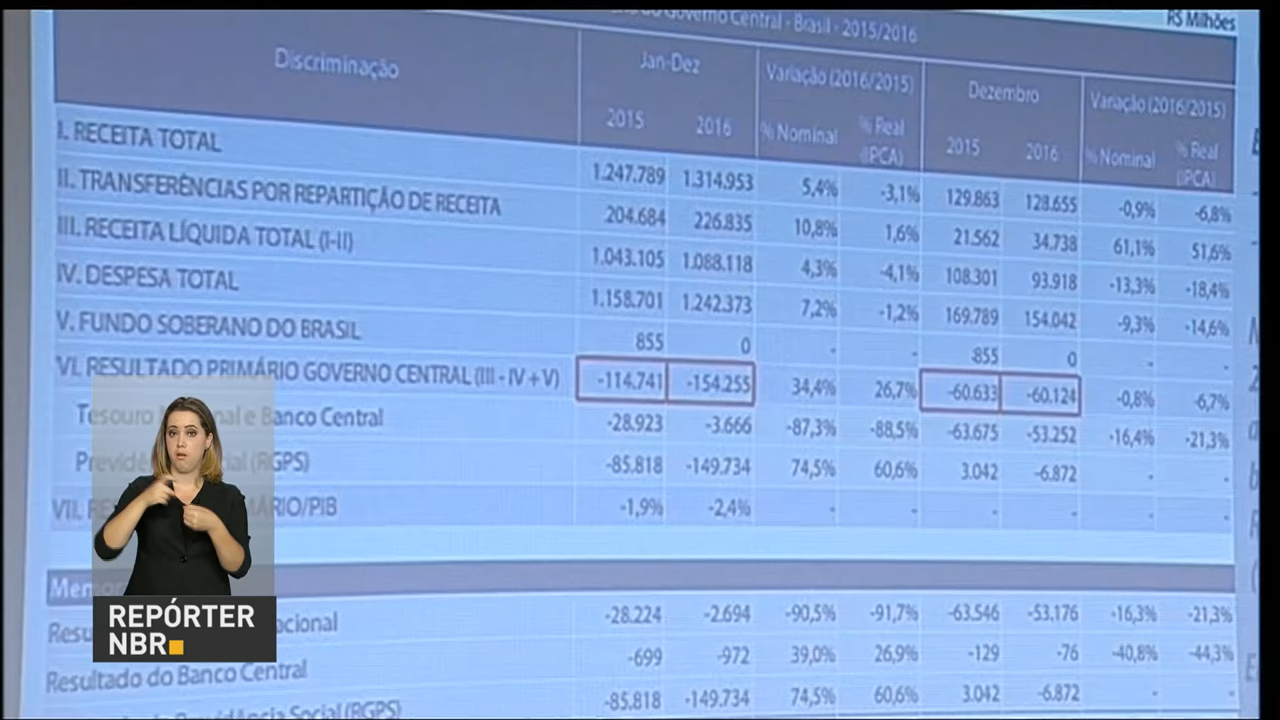 R$ Milhões
Governo Central - Brasil - 2015/2016
Discriminação Jan-Dez Variação (2016/2015) Dezembro Variação (2016/2015)
2015 2016 % Nominal % Real (IPCA) 2015 2016 % Nominal % Real (IPCA)
I. RECEITA TOTAL 1.247.789 1.314.953 5,4% -3,1% 129.863 128.655 -0,9% -6,8%
II. TRANSFERÊNCIAS POR REPARTIÇÃO DE RECEITA 204.684 226.835 10,8% 1,6% 21.562 34.738 61,1% 51,6%
III. RECEITA LÍQUIDA TOTAL (I-II) 1.043.105 1.088.118 4,3% -4,1% 108.301 93.918 -13,3% -18,4%
IV. DESPESA TOTAL 1.158.701 1.242.373 7,2% -1,2% 169.789 154.042 -9,3% -14,6%
V. FUNDO SOBERANO DO BRASIL 855 0 - - 855 0 - -
VI. RESULTADO PRIMÁRIO GOVERNO CENTRAL (III - IV + V) -114.741 -154.255 34,4% 26,7% -60.633 -60.124 -0,8% -6,7%
Tesouro e Banco Central -28.923 -3.666 -87,3% -88,5% -63.675 -53.252 -16,4% -21,3%
(RGPS) -85.818 -149.734 74,5% 60,6% 3.042 -6.872 - -
VII. /PIB -1,9% -2,4% - - - - - -
-28.224 -2.694 -90,5% -91,7% -63.546 -53.176 -16,3% -21,3%
Resultado do Banco Central -699 -972 39,0% 26,9% -129 -76 -40,8% -44,3%
Previdência Social (RGPS) -85.818 -149.734 74,5% 60,6% 3.042 -6.872 - -
REPÓRTER
NBR